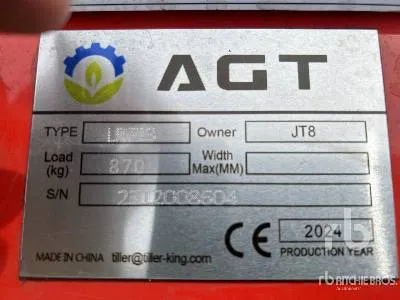 AGT
TYPE Owner JT8
Load (kg) 870 Width Max(MM)
S/N
CE 2024
MADE IN CHINA tiller@tiller-king.com PRODUCTION YEAR
rb RITCHIE BROS.